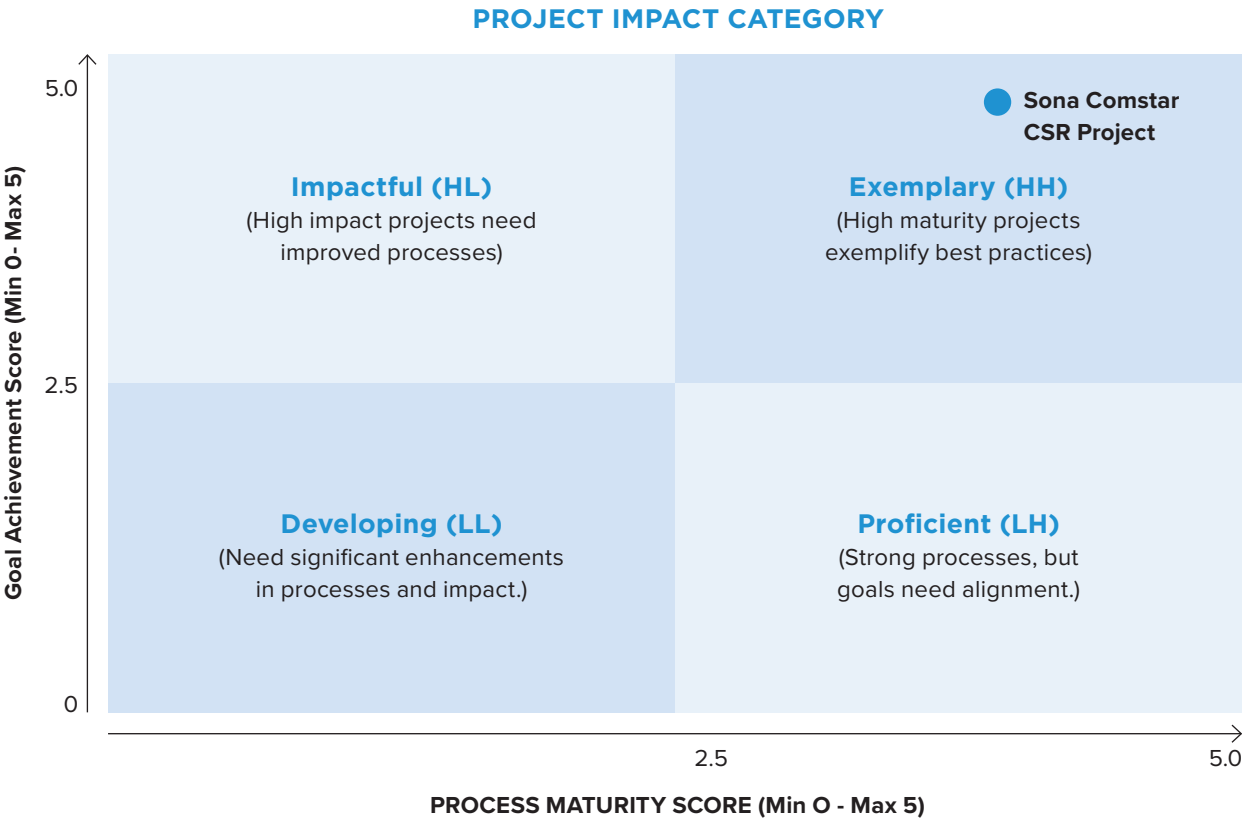 PROJECT IMPACT CATEGORY
5.0
Sona Comstar
CSR Project
Impactful (HL)
(High impact projects need
improved processes)
Exemplary (HH)
(High maturity projects
exemplify best practices)
Goal Achievement Score (Min 0- Max 5)
2.5
Developing (LL)
(Need significant enhancements
in processes and impact.)
Proficient (LH)
(Strong processes, but
goals need alignment.)
0
2.5
5.0
PROCESS MATURITY SCORE (Min O - Max 5)